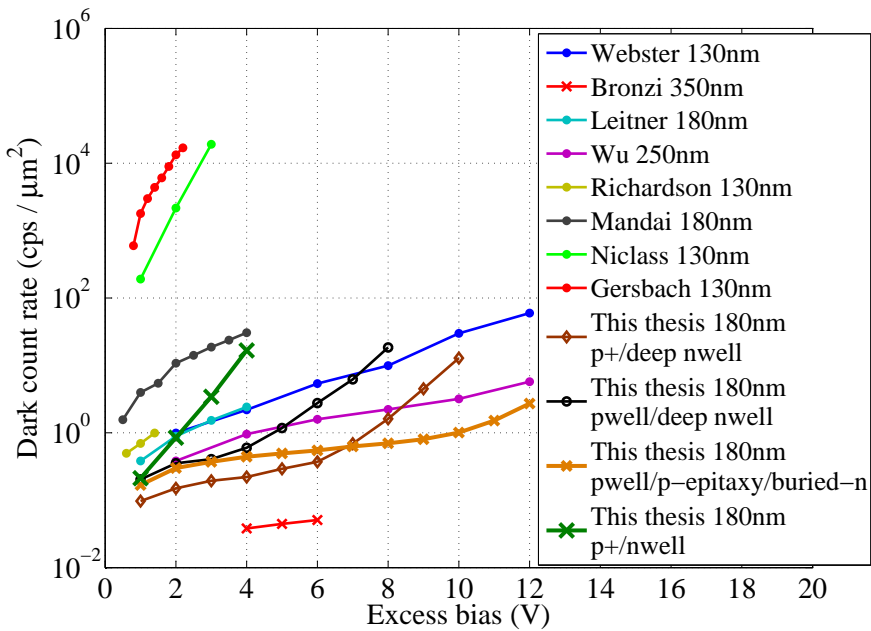 10^6
10^4
10^2
10^0
10^−2
Dark count rate (cps / μm^2)
0 2 4 6 8 10 12 14 16 18 20
Excess bias (V)
Webster 130nm
Bronzi 350nm
Leitner 180nm
Wu 250nm
Richardson 130nm
Mandai 180nm
Niclass 130nm
Gersbach 130nm
This thesis 180nm
p+/deep nwell
This thesis 180nm
pwell/deep nwell
This thesis 180nm
pwell/p−epitaxy/buried−n
This thesis 180nm
p+/nwell